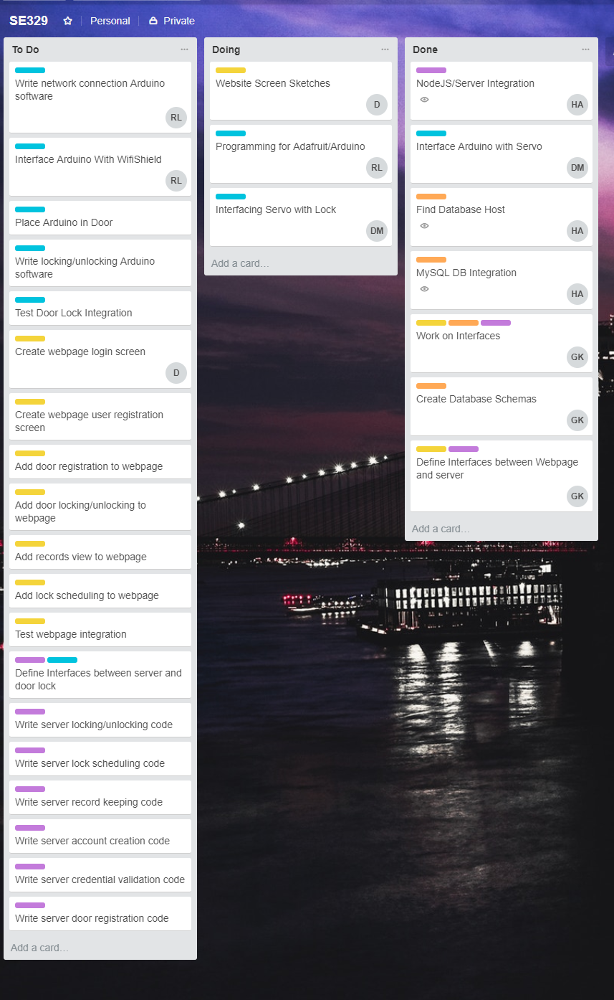 SE329 Personal Private
To Do
Write network connection Arduino
software
RL
Interface Arduino With WifiShield
RL
Place Arduino in Door
Write locking/unlocking Arduino
software
Test Door Lock Integration
Create webpage login screen
D
Create webpage user registration
screen
Add door registration to webpage
Add door locking/unlocking to
webpage
Add records view to webpage
Add lock scheduling to webpage
Test webpage integration
Define Interfaces between server and
door lock
Write server locking/unlocking code
Write server lock scheduling code
Write server record keeping code
Write server account creation code
Write server credential validation code
Write server door registration code
Add a card…
Doing
Website Screen Sketches
D
Programming for Adafruit/Arduino
RL
Interfacing Servo with Lock
DM
Add a card…
Done
NodeJS/Server Integration
HA
Interface Arduino with Servo
DM
Find Database Host
HA
MySQL DB Integration
HA
Work on Interfaces
GK
Create Database Schemas
GK
Define Interfaces between Webpage
and server
GK
Add a card…